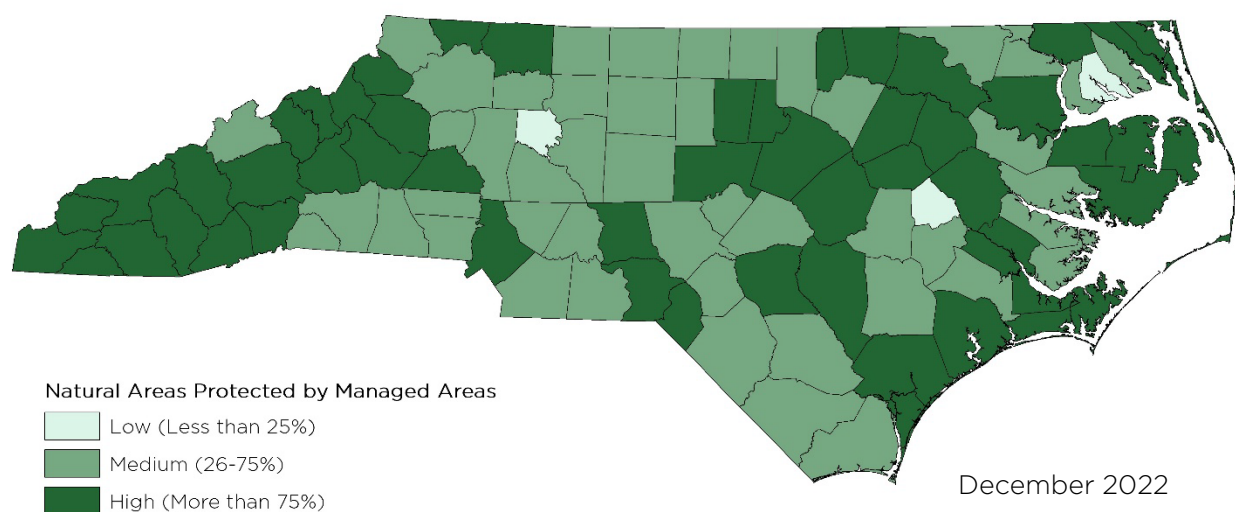 Natural Areas Protected by Managed Areas
Low (Less than 25%)
Medium (26-75%)
High (More than 75%)
December 2022